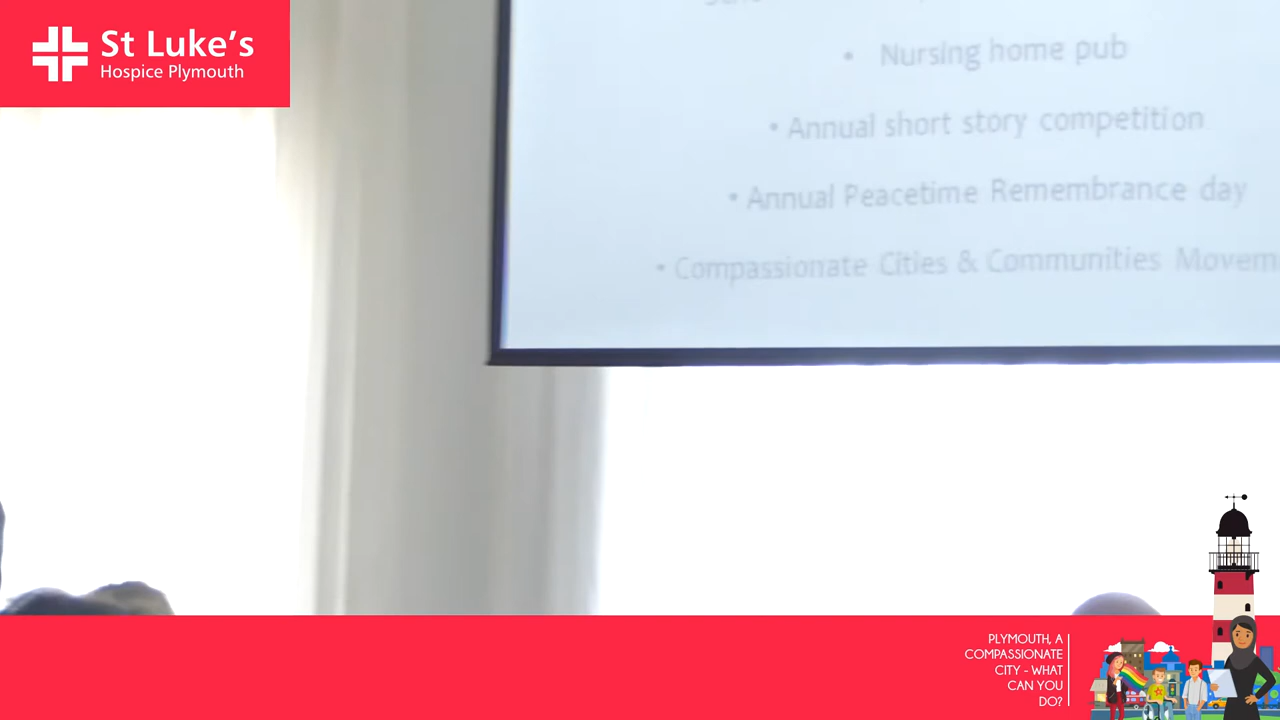 St Luke's
Hospice Plymouth
• Nursing home pub
• Annual short story competition
• Annual Peacetime Remembrance day
• Compassionate Cities & Communities Movem
PLYMOUTH, A
COMPASSIONATE
CITY - WHAT
CAN YOU
DO?